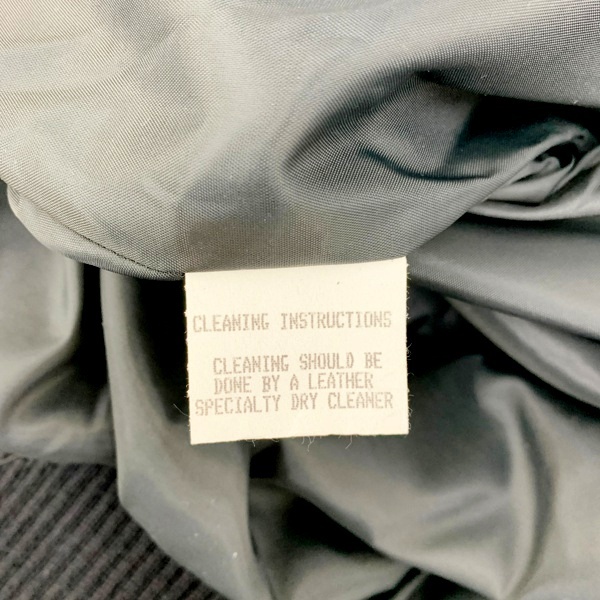 CLEANING INSTRUCTIONS
CLEANING SHOULD BE
DONE BY A LEATHER
SPECIALTY DRY CLEANER